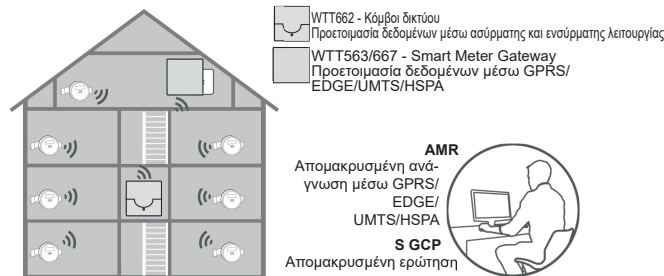 WTT662 - Κόμβοι δικτύου
Προετοιμασία δεδομένων μέσω ασύρματης και ενσύρματης λειτουργίας
WTT563/667 - Smart Meter Gateway
Προετοιμασία δεδομένων μέσω GPRS/
EDGE/UMTS/HSPA
AMR
Απομακρυσμένη ανά-
γνωση μέσω GPRS/
EDGE/
UMTS/HSPA
S GCP
Απομακρυσμένη ερώτηση